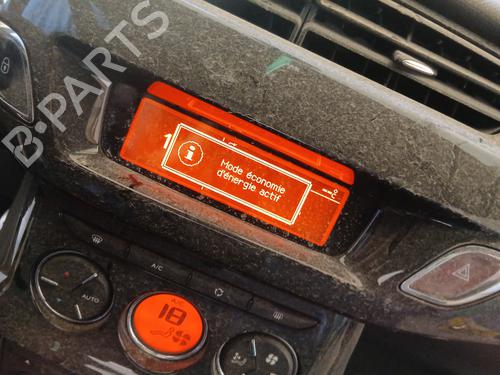 B-PARTS
1
i
Mode économie
d'énergie actif
A/C
AUTO
18